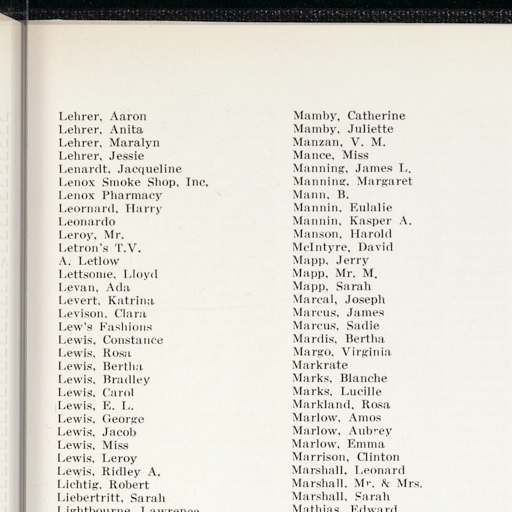 Lehrer, Aaron
Lehrer, Anita
Lehrer, Maralyn
Lehrer, Jessie
Lenardt, Jacqueline
Lenox Smoke Shop, Inc.
Lenox Pharmacy
Leornard, Harry
Leonardo
Leroy, Mr.
Letron's T.V.
A. Letlow
Lettsome, Lloyd
Levan, Ada
Levert, Katrina
Levison, Clara
Lew's Fashions
Lewis, Constance
Lewis, Rosa
Lewis, Bertha
Lewis, Bradley
Lewis, Carol
Lewis, E. L.
Lewis, George
Lewis, Jacob
Lewis, Miss
Lewis, Leroy
Lewis, Ridley A.
Lichtig, Robert
Liebertritt, Sarah
Lightbourne, Lawrence
Mamby, Catherine
Mamby, Juliette
Manzan, V. M.
Mance, Miss
Manning, James L.
Manning, Margaret
Mann, B.
Mannin, Eulalie
Mannin, Kasper A.
Manson, Harold
McIntyre, David
Mapp, Jerry
Mapp, Mr. M.
Mapp, Sarah
Marcal, Joseph
Marcus, James
Marcus, Sadie
Mardis, Bertha
Margo, Virginia
Markrate
Marks, Blanche
Marks, Lucille
Markland, Rosa
Marlow, Amos
Marlow, Aubrey
Marlow, Emma
Marrison, Clinton
Marshall, Leonard
Marshall, Mr. & Mrs.
Marshall, Sarah
Mathias, Edward